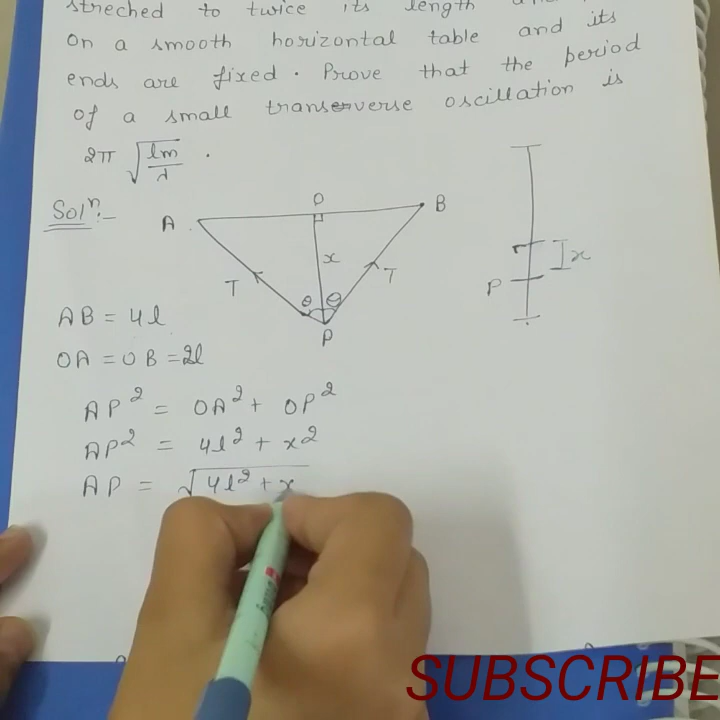 streched to twice its length
on a smooth horizontal table and its
ends are fixed. Prove that the period
of a small transverse oscillation is
2π √(lm/λ) .
Solⁿ:-
A O B
x
T T
θ θ
P
P x
AB = 4l
OA = OB = 2l
AP² = OA² + OP²
AP² = 4l² + x²
AP = √4l² + x
SUBSCRIBE